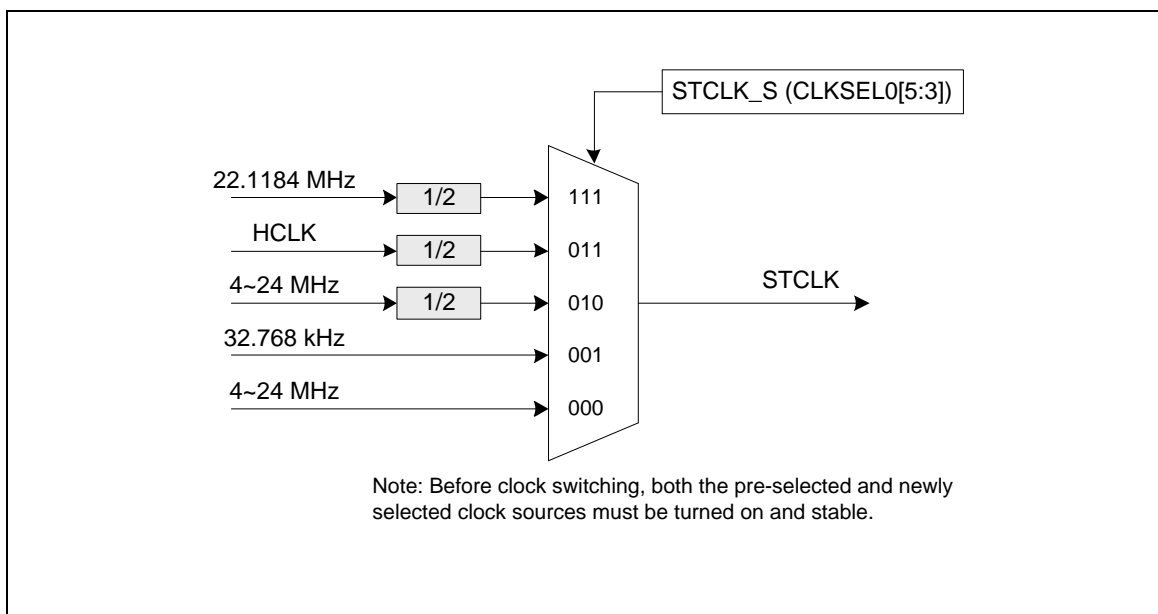 STCLK_S (CLKSEL0[5:3])
22.1184 MHz
1/2
111
HCLK
1/2
011
4~24 MHz
1/2
010
STCLK
32.768 kHz
001
4~24 MHz
000
Note: Before clock switching, both the pre-selected and newly
selected clock sources must be turned on and stable.